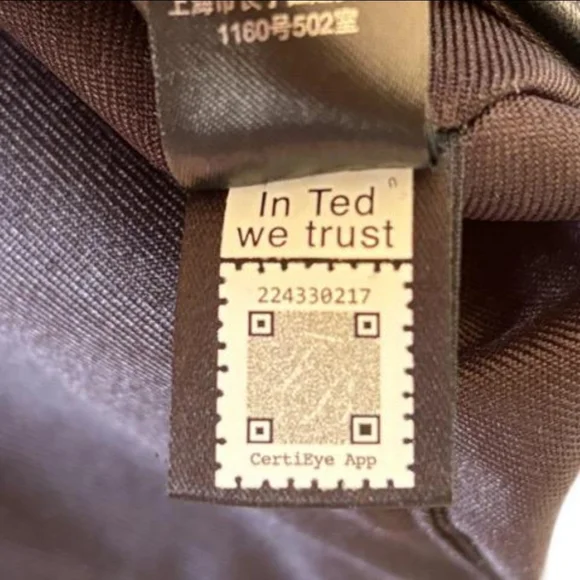 1160号502室
In Ted
we trust
224330217
CertiEye App